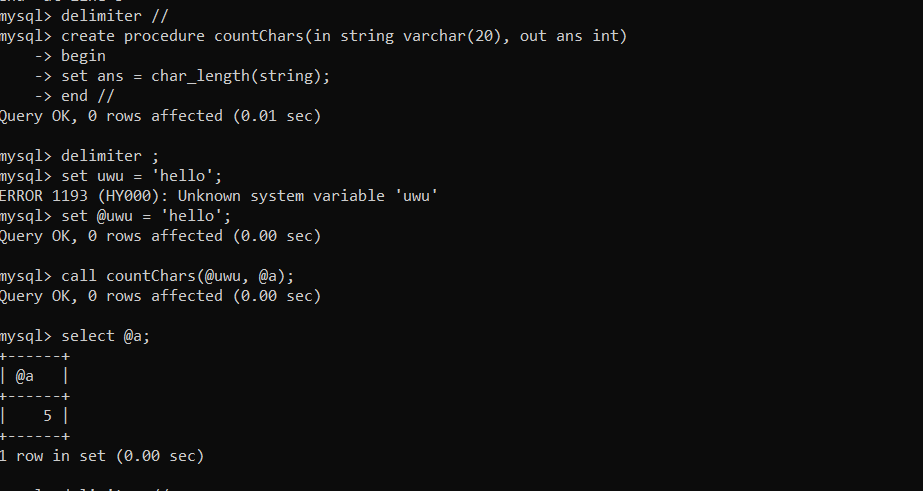 mysql> delimiter //
mysql> create procedure countChars(in string varchar(20), out ans int)
    -> begin
    -> set ans = char_length(string);
    -> end //
Query OK, 0 rows affected (0.01 sec)
mysql> delimiter ;
mysql> set uwu = 'hello';
ERROR 1193 (HY000): Unknown system variable 'uwu'
mysql> set @uwu = 'hello';
Query OK, 0 rows affected (0.00 sec)
mysql> call countChars(@uwu, @a);
Query OK, 0 rows affected (0.00 sec)
mysql> select @a;
+------+
| @a   |
+------+
|    5 |
+------+
1 row in set (0.00 sec)